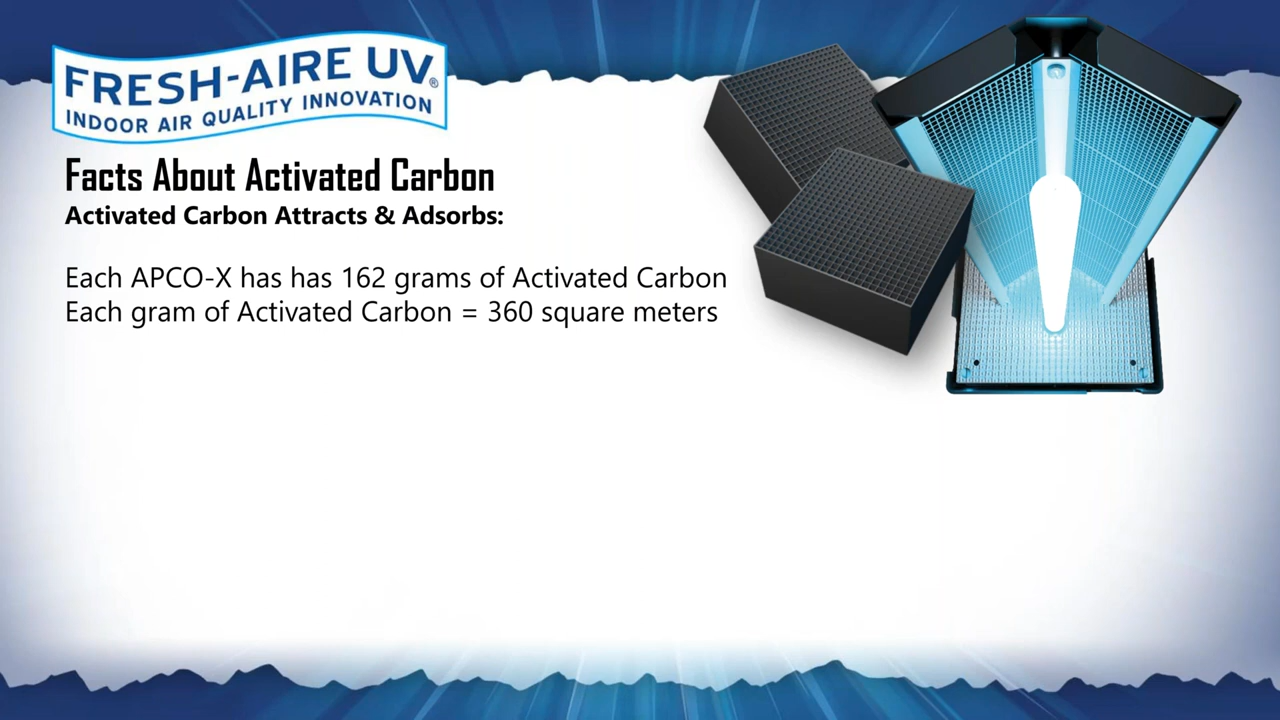 FRESH-AIRE UV®
INDOOR AIR QUALITY INNOVATION
Facts About Activated Carbon
Activated Carbon Attracts & Adsorbs:
Each APCO-X has has 162 grams of Activated Carbon
Each gram of Activated Carbon = 360 square meters